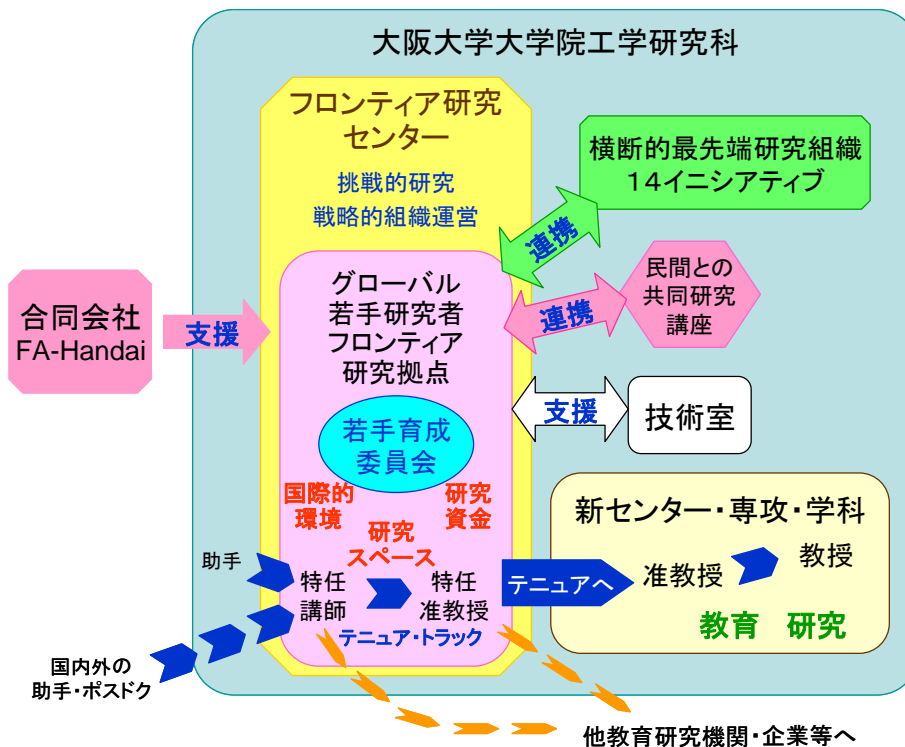 大阪大学大学院工学研究科
フロンティア研究
センター
挑戦的研究
戦略的組織運営
横断的最先端研究組織
１４イニシアティブ
連携
民間との
共同研究
講座
連携
合同会社
FA-Handai
支援
グローバル
若手研究者
フロンティア
研究拠点
支援
技術室
若手育成
委員会
国際的
環境
研究
資金
研究
スペース
新センター・専攻・学科
助手
特任
講師
特任
准教授
テニュアへ
准教授
教授
テニュア・トラック
教育　研究
国内外の
助手・ポスドク
他教育研究機関・企業等へ